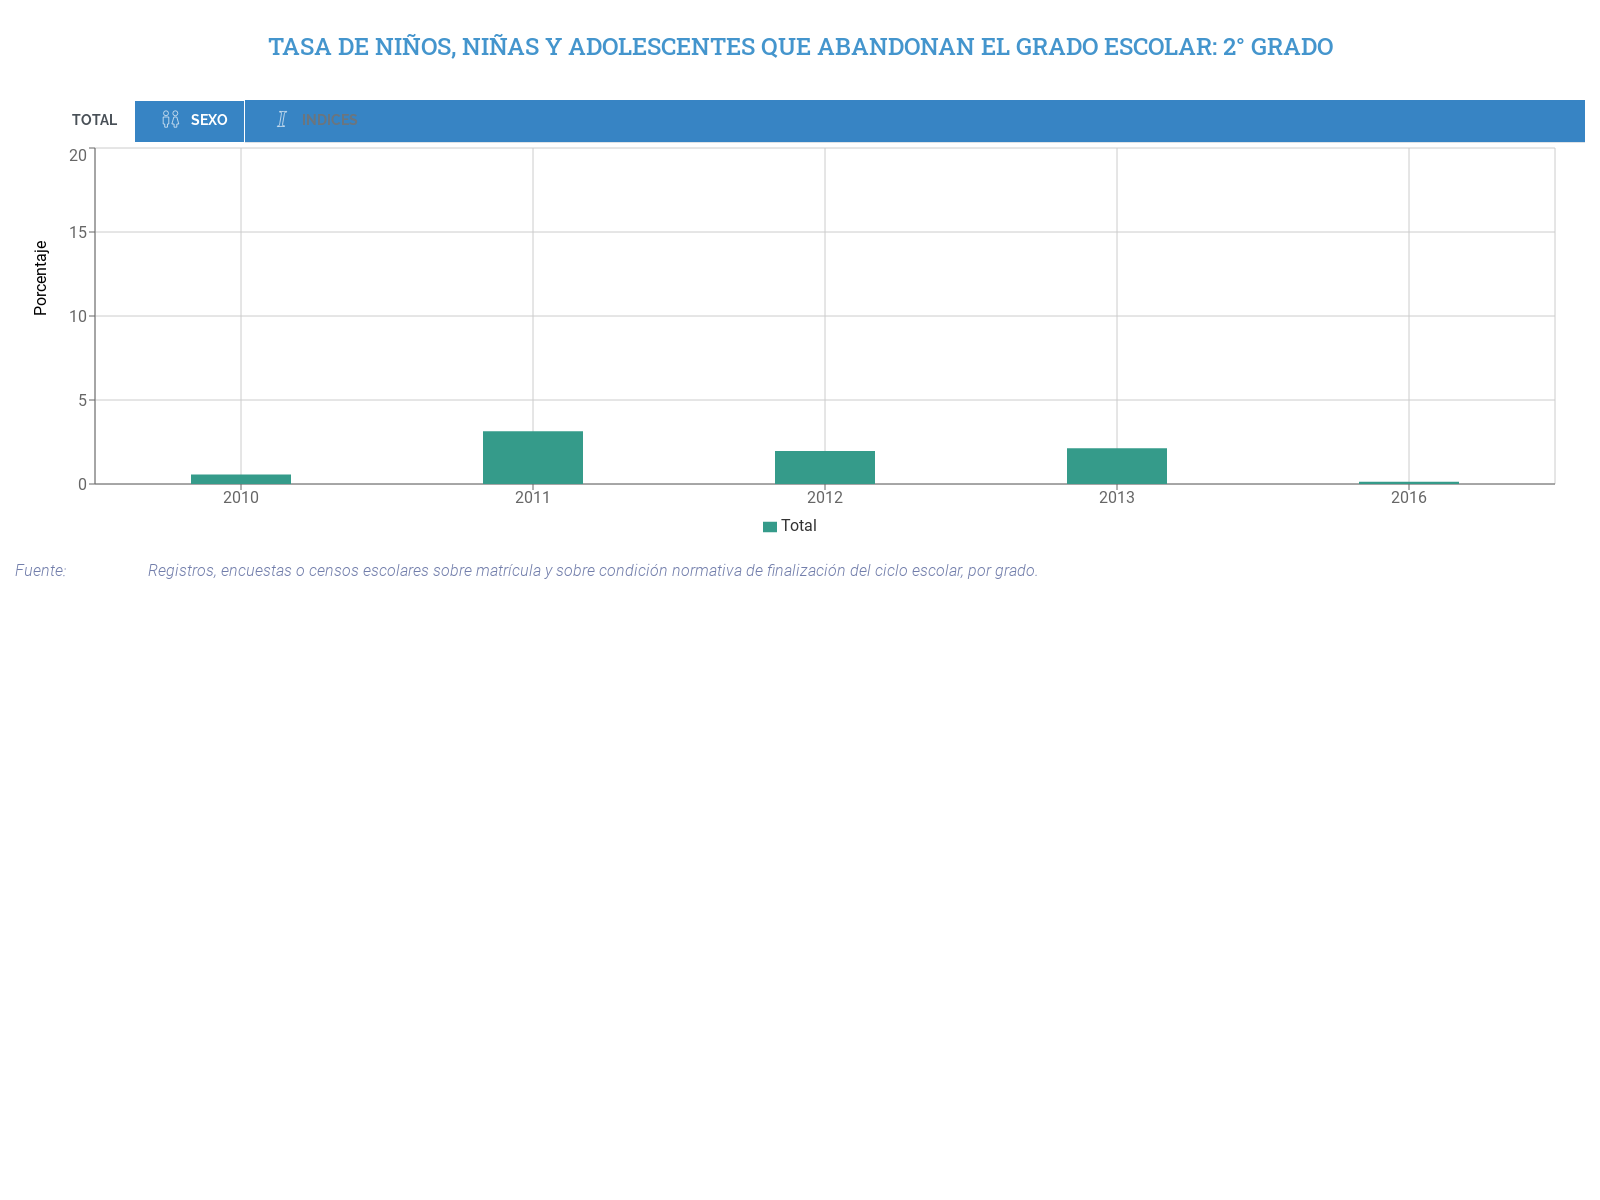 TASA DE NIÑOS, NIÑAS Y ADOLESCENTES QUE ABANDONAN EL GRADO ESCOLAR: 2° GRADO
TOTAL SEXO INDICES
20
15
10
5
0
Porcentaje
2010 2011 2012 2013 2016
Total
Fuente: Registros, encuestas o censos escolares sobre matrícula y sobre condición normativa de finalización del ciclo escolar, por grado.